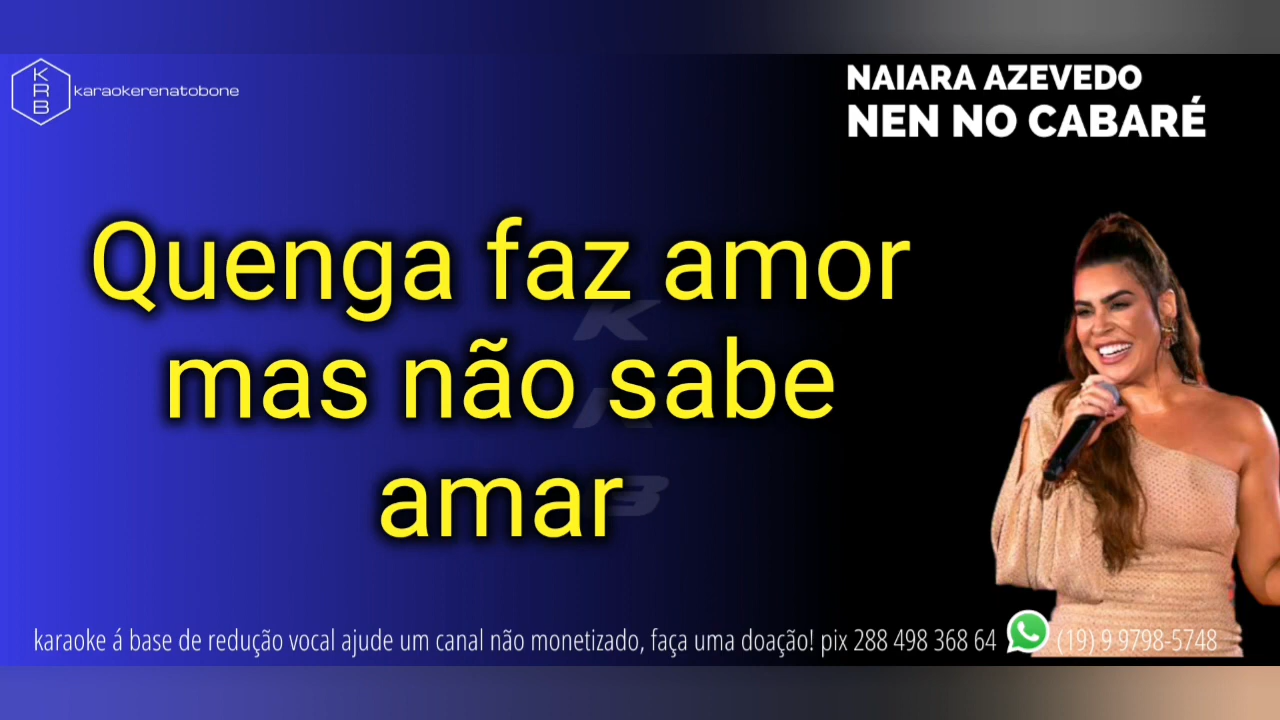 KRB
karaokerenatobone
NAIARA AZEVEDO
NEN NO CABARÉ
Quenga faz amor
mas não sabe
amar
K
R
B
karaoke á base de redução vocal ajude um canal não monetizado, faça uma doação! pix 288 498 368 64 (19) 9 9798-5748